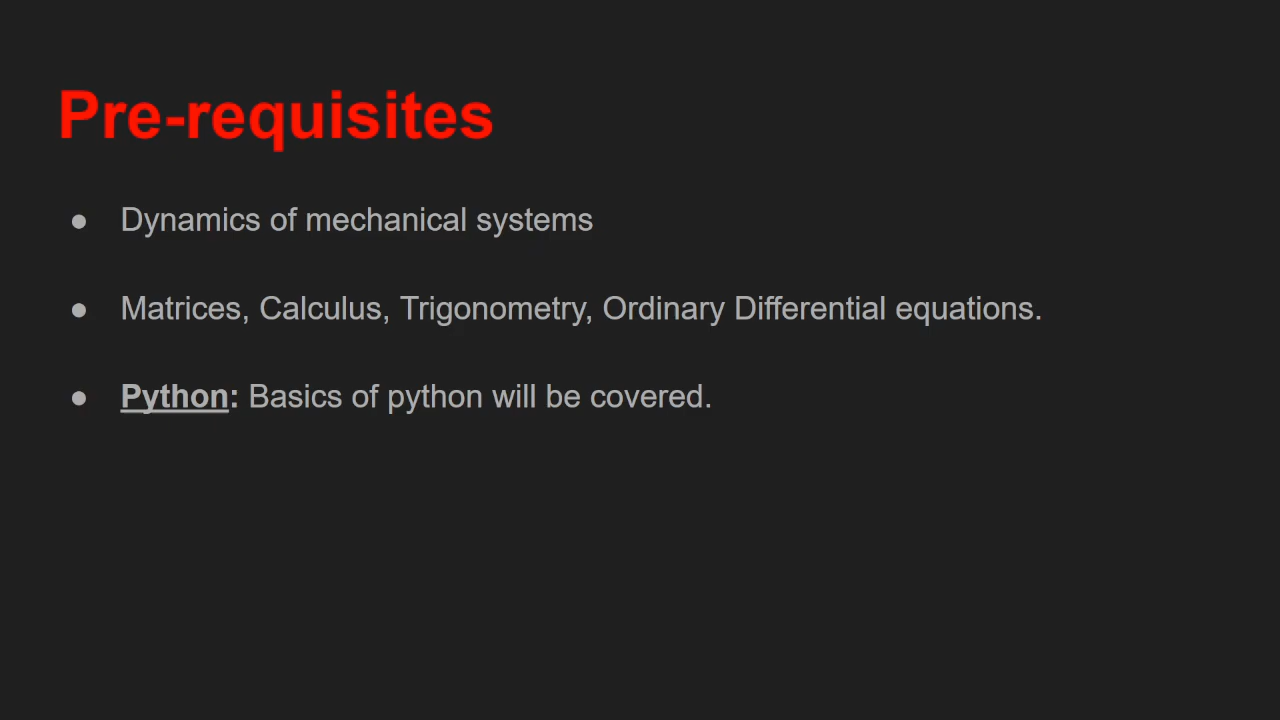 Pre-requisites
● Dynamics of mechanical systems
● Matrices, Calculus, Trigonometry, Ordinary Differential equations.
● Python: Basics of python will be covered.